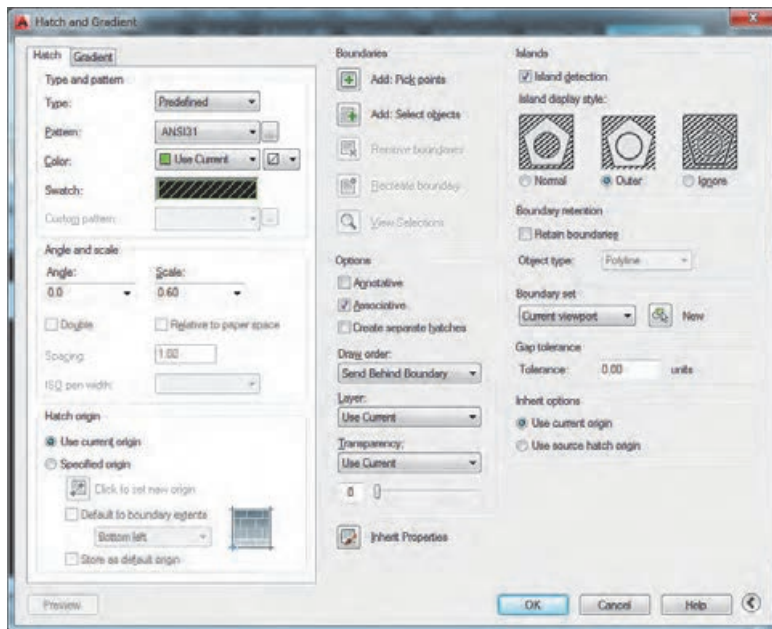 Hatch and Gradient
Hatch
Gradient
Type and pattern
Type:
Predefined
Pattern:
ANSI31
...
Color:
Use Current
Swatch:
Custom pattern:
...
Angle and scale
Angle:
Scale:
0.0
0.60
Double
Relative to paper space
Spacing:
1.00
ISO pen width:
Hatch origin
Use current origin
Specified origin
Click to set new origin
Default to boundary extents
Bottom left
Store as default origin
Preview
Boundaries
Add: Pick points
Add: Select objects
Remove boundaries
Recreate boundary
View Selections
Options
Annotative
Associative
Create separate hatches
Draw order:
Send Behind Boundary
Layer:
Use Current
Transparency:
Use Current
0
Inherit Properties
Islands
Island detection
Island display style:
Normal
Outer
Ignore
Boundary retention
Retain boundaries
Object type:
Polyline
Boundary set
Current viewport
New
Gap tolerance
Tolerance:
0.00
units
Inherit options
Use current origin
Use source hatch origin
OK
Cancel
Help